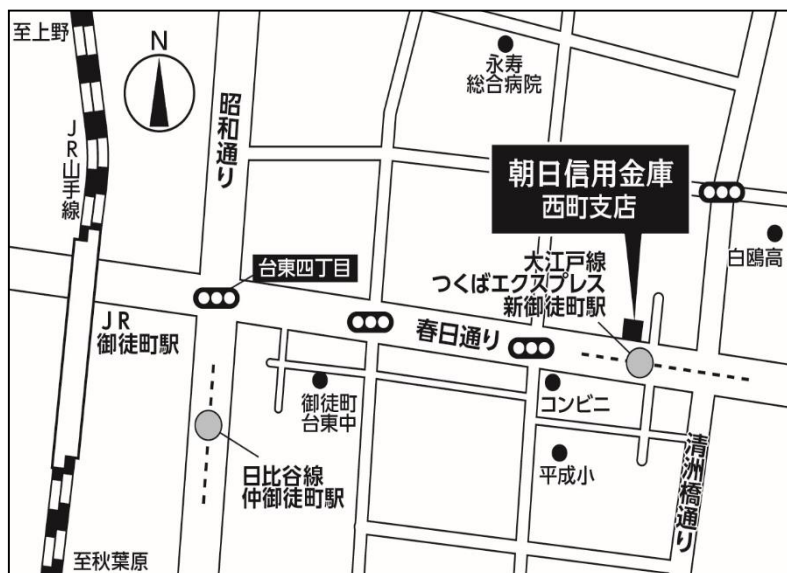 至上野
N
永寿
総合病院
昭和通り
JR山手線
朝日信用金庫
西町支店
白鴎高
大江戸線
つくばエクスプレス
新御徒町駅
台東四丁目
JR
御徒町駅
春日通り
御徒町
台東中
コンビニ
日比谷線
仲御徒町駅
平成小
清洲橋通り
至秋葉原